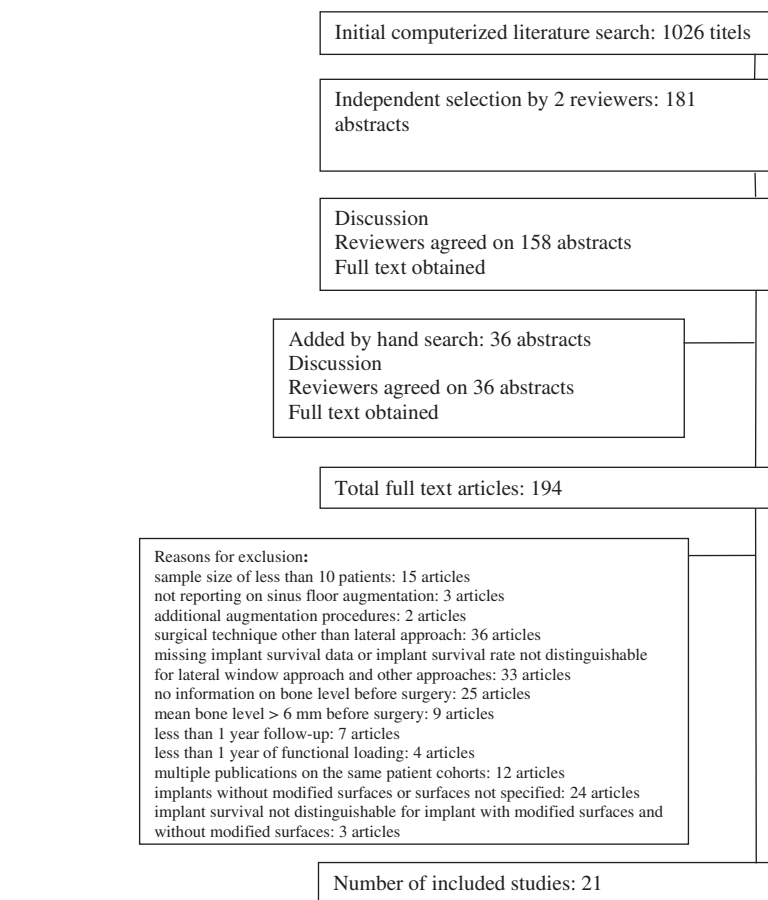 Initial computerized literature search: 1026 titels
Independent selection by 2 reviewers: 181
abstracts
Discussion
Reviewers agreed on 158 abstracts
Full text obtained
Added by hand search: 36 abstracts
Discussion
Reviewers agreed on 36 abstracts
Full text obtained
Total full text articles: 194
Reasons for exclusion:
sample size of less than 10 patients: 15 articles
not reporting on sinus floor augmentation: 3 articles
additional augmentation procedures: 2 articles
surgical technique other than lateral approach: 36 articles
missing implant survival data or implant survival rate not distinguishable
for lateral window approach and other approaches: 33 articles
no information on bone level before surgery: 25 articles
mean bone level > 6 mm before surgery: 9 articles
less than 1 year follow-up: 7 articles
less than 1 year of functional loading: 4 articles
multiple publications on the same patient cohorts: 12 articles
implants without modified surfaces or surfaces not specified: 24 articles
implant survival not distinguishable for implant with modified surfaces and
without modified surfaces: 3 articles
Number of included studies: 21